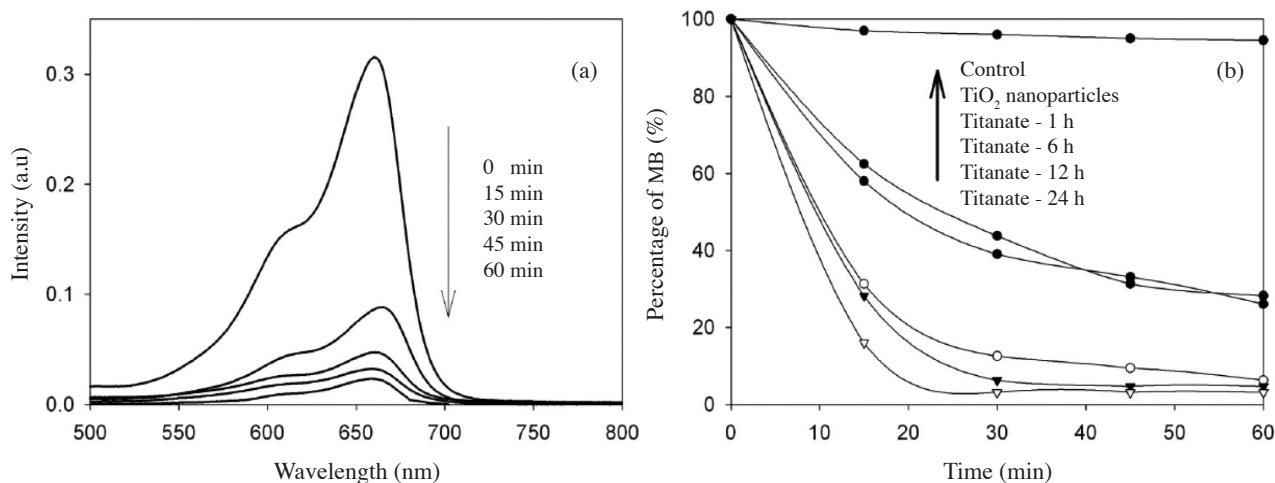 (a)
Intensity (a.u)
0.3
0.2
0.1
0.0
0 min
15 min
30 min
45 min
60 min
500 550 600 650 700 750 800
Wavelength (nm)
(b)
Percentage of MB (%)
100
80
60
40
20
0
Control
TiO₂ nanoparticles
Titanate - 1 h
Titanate - 6 h
Titanate - 12 h
Titanate - 24 h
0 10 20 30 40 50 60
Time (min)